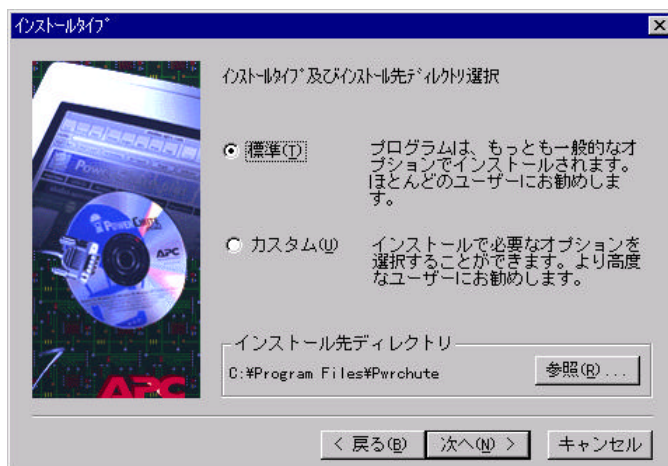 ｲﾝｽﾄｰﾙﾀｲﾌﾟ
ｲﾝｽﾄｰﾙﾀｲﾌﾟ及びｲﾝｽﾄｰﾙ先ﾃﾞｨﾚｸﾄﾘ選択
標準(T)
プログラムは、もっとも一般的なオ
プションでインストールされます。
ほとんどのユーザーにお勧めしま
す。
カスタム(U)
インストールで必要なオプションを
選択することができます。より高度
なユーザーにお勧めします。
POWERCHUTE
APC
APC
インストール先ディレクトリ
C:¥Program Files¥Pwrchute
参照(R)...
< 戻る(B)
次へ(N) >
キャンセル